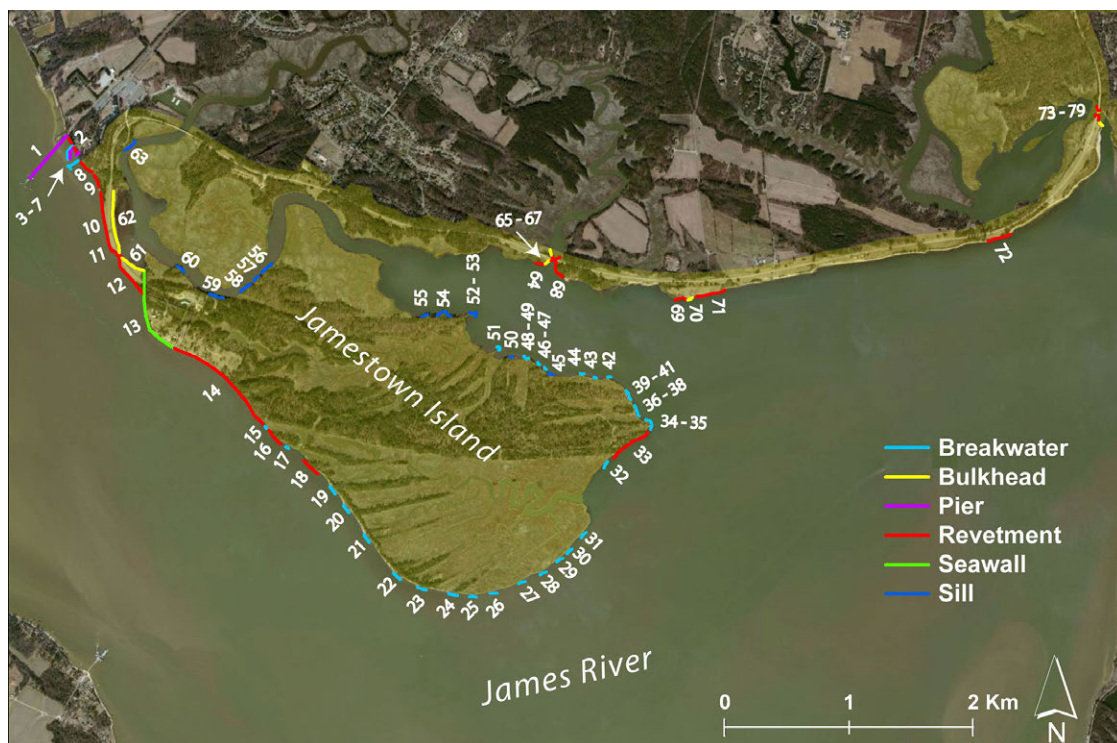 1
2
3 - 7
8
9
10
11
12
13
14
15
16
17
18
19
20
21
22
23
24
25
26
27
28
29
30
31
32
33
34 - 35
36 - 38
39 - 41
42
43
44
45
46 - 47
48 - 49
50
51
52 - 53
54
55
56
57
58
59
60
61
62
63
64
65 - 67
68
69
70
71
72
73 - 79
Jamestown Island
James River
Breakwater
Bulkhead
Pier
Revetment
Seawall
Sill
0 1 2 Km
N